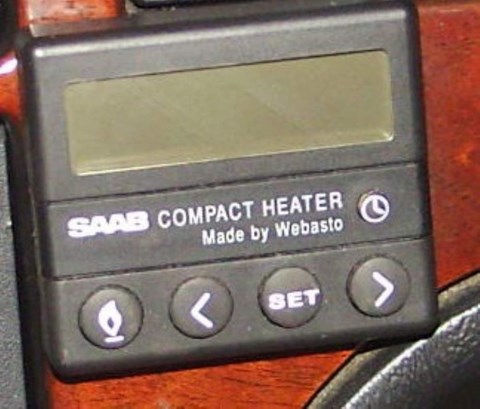 SAAB COMPACT HEATER
Made by Webasto
< SET >